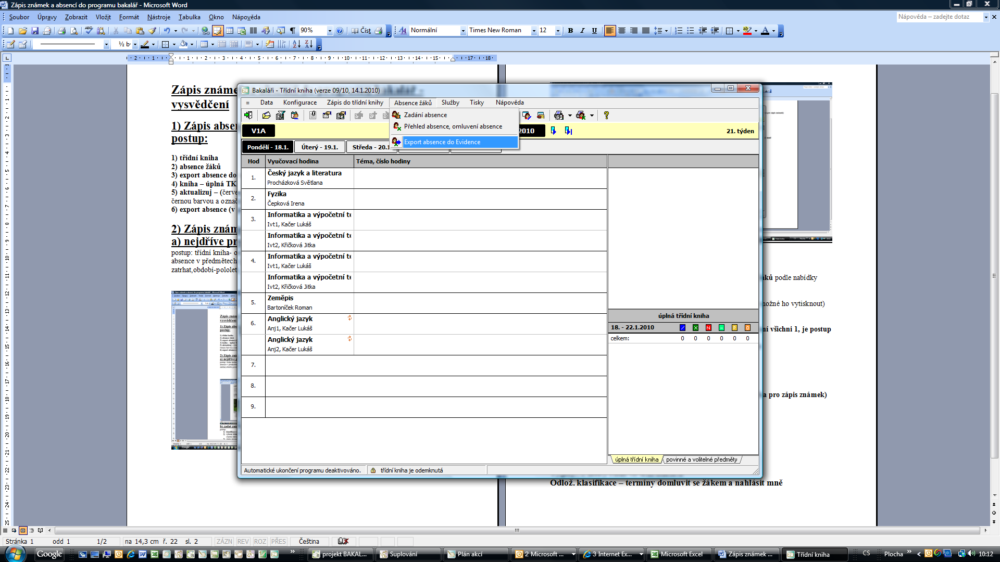 Zápis známek a absencí do programu bakalář - Microsoft Word
Soubor Úpravy Zobrazit Vložit Formát Nástroje Tabulka Okno Nápověda
Nápověda – zadejte dotaz
90% Číst Normální Times New Roman 12 B I U
½ b
2 1 1 2 3 4 5 6 7 8 9 10 11 12 13 14 15 17 18
Zápis známe
vysvědčení
1) Zápis absen
postup:
1) třídní kniha
2) absence žáků
3) export absence do
4) kniha – úplná TK
5) aktualizuj – (červe
černou barvou a označ
6) export absence (v
2) Zápis znám
a) nejdříve pr
postup: třídní kniha- o
absence v předmětech
zatrhat,období-pololet
Bakaláři - Třídní kniha (verze 09/10, 14.1.2010)
= Data Konfigurace Zápis do třídní knihy Absence žáků Služby Tisky Nápověda
Zadání absence
Přehled absence, omluvení absence
Export absence do Evidence
V1A
2010
21. týden
Pondělí - 18.1. Úterý - 19.1. Středa - 20.1
Hod Vyučovací hodina Téma, číslo hodiny
1. Český jazyk a literatura
Procházková Světlana
2. Fyzika
Čepková Irena
3. Informatika a výpočetní te
Ivt1, Kačer Lukáš
Informatika a výpočetní te
Ivt2, Křičková Jitka
4. Informatika a výpočetní te
Ivt1, Kačer Lukáš
Informatika a výpočetní te
Ivt2, Křičková Jitka
5. Zeměpis
Bartoníček Roman
6. Anglický jazyk
Anj1, Kačer Lukáš
Anglický jazyk
Anj2, Kačer Lukáš
7.
8.
9.
úplná třídní kniha
18. - 22.1.2010
celkem: 0 0 0 0 0 0
úplná třídní kniha povinné a volitelné předměty
Automatické ukončení programu deaktivováno. třídní kniha je odemknutá
ků podle nabídky
ožné ho vytisknout)
ní všichni 1, je postup
a pro zápis známek)
Odlož. klasifikace – termíny domluvit se žákem a nahlásit mně
Stránka 1 odd 1 1/2 na 14,3 cm ř. 22 sl. 2 ZÁZN REV ROZ PŘES Čeština
Google projekt BAKAL... Suplování Plán akcí 2 Microsoft ... 3 Internet Ex... Microsoft Excel Zápis známek ... Třídní kniha CS Plocha 10:12